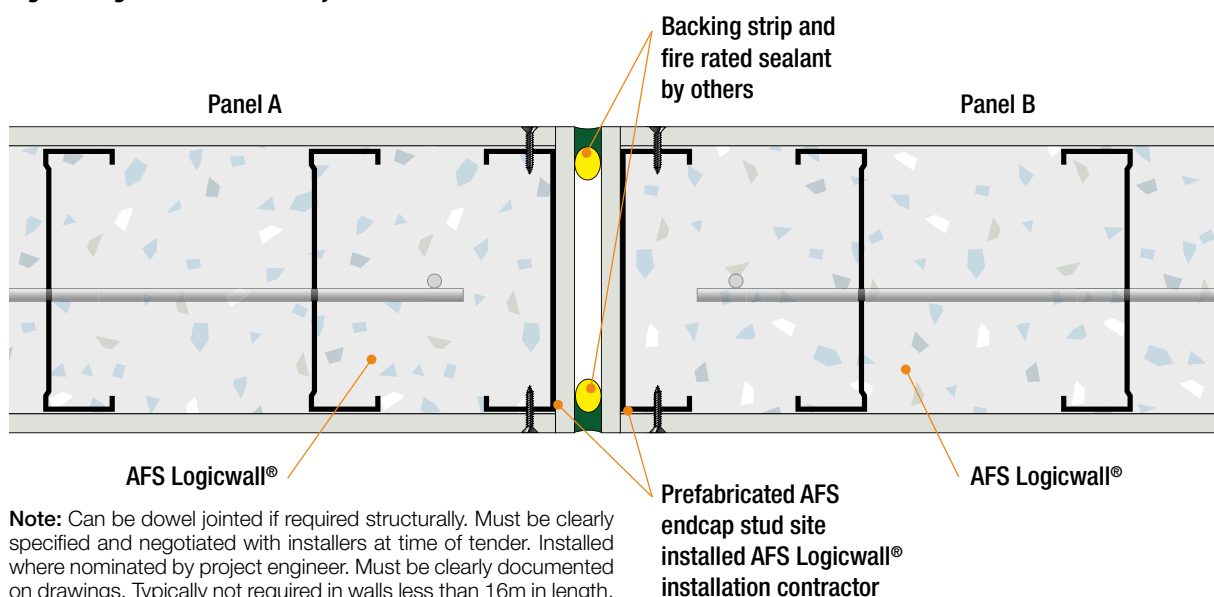 Backing strip and
fire rated sealant
by others
Panel A
Panel B
AFS Logicwall®
AFS Logicwall®
Prefabricated AFS
endcap stud site
installed AFS Logicwall®
installation contractor
Note: Can be dowel jointed if required structurally. Must be clearly
specified and negotiated with installers at time of tender. Installed
where nominated by project engineer. Must be clearly documented
on drawings. Typically not required in walls less than 16m in length.